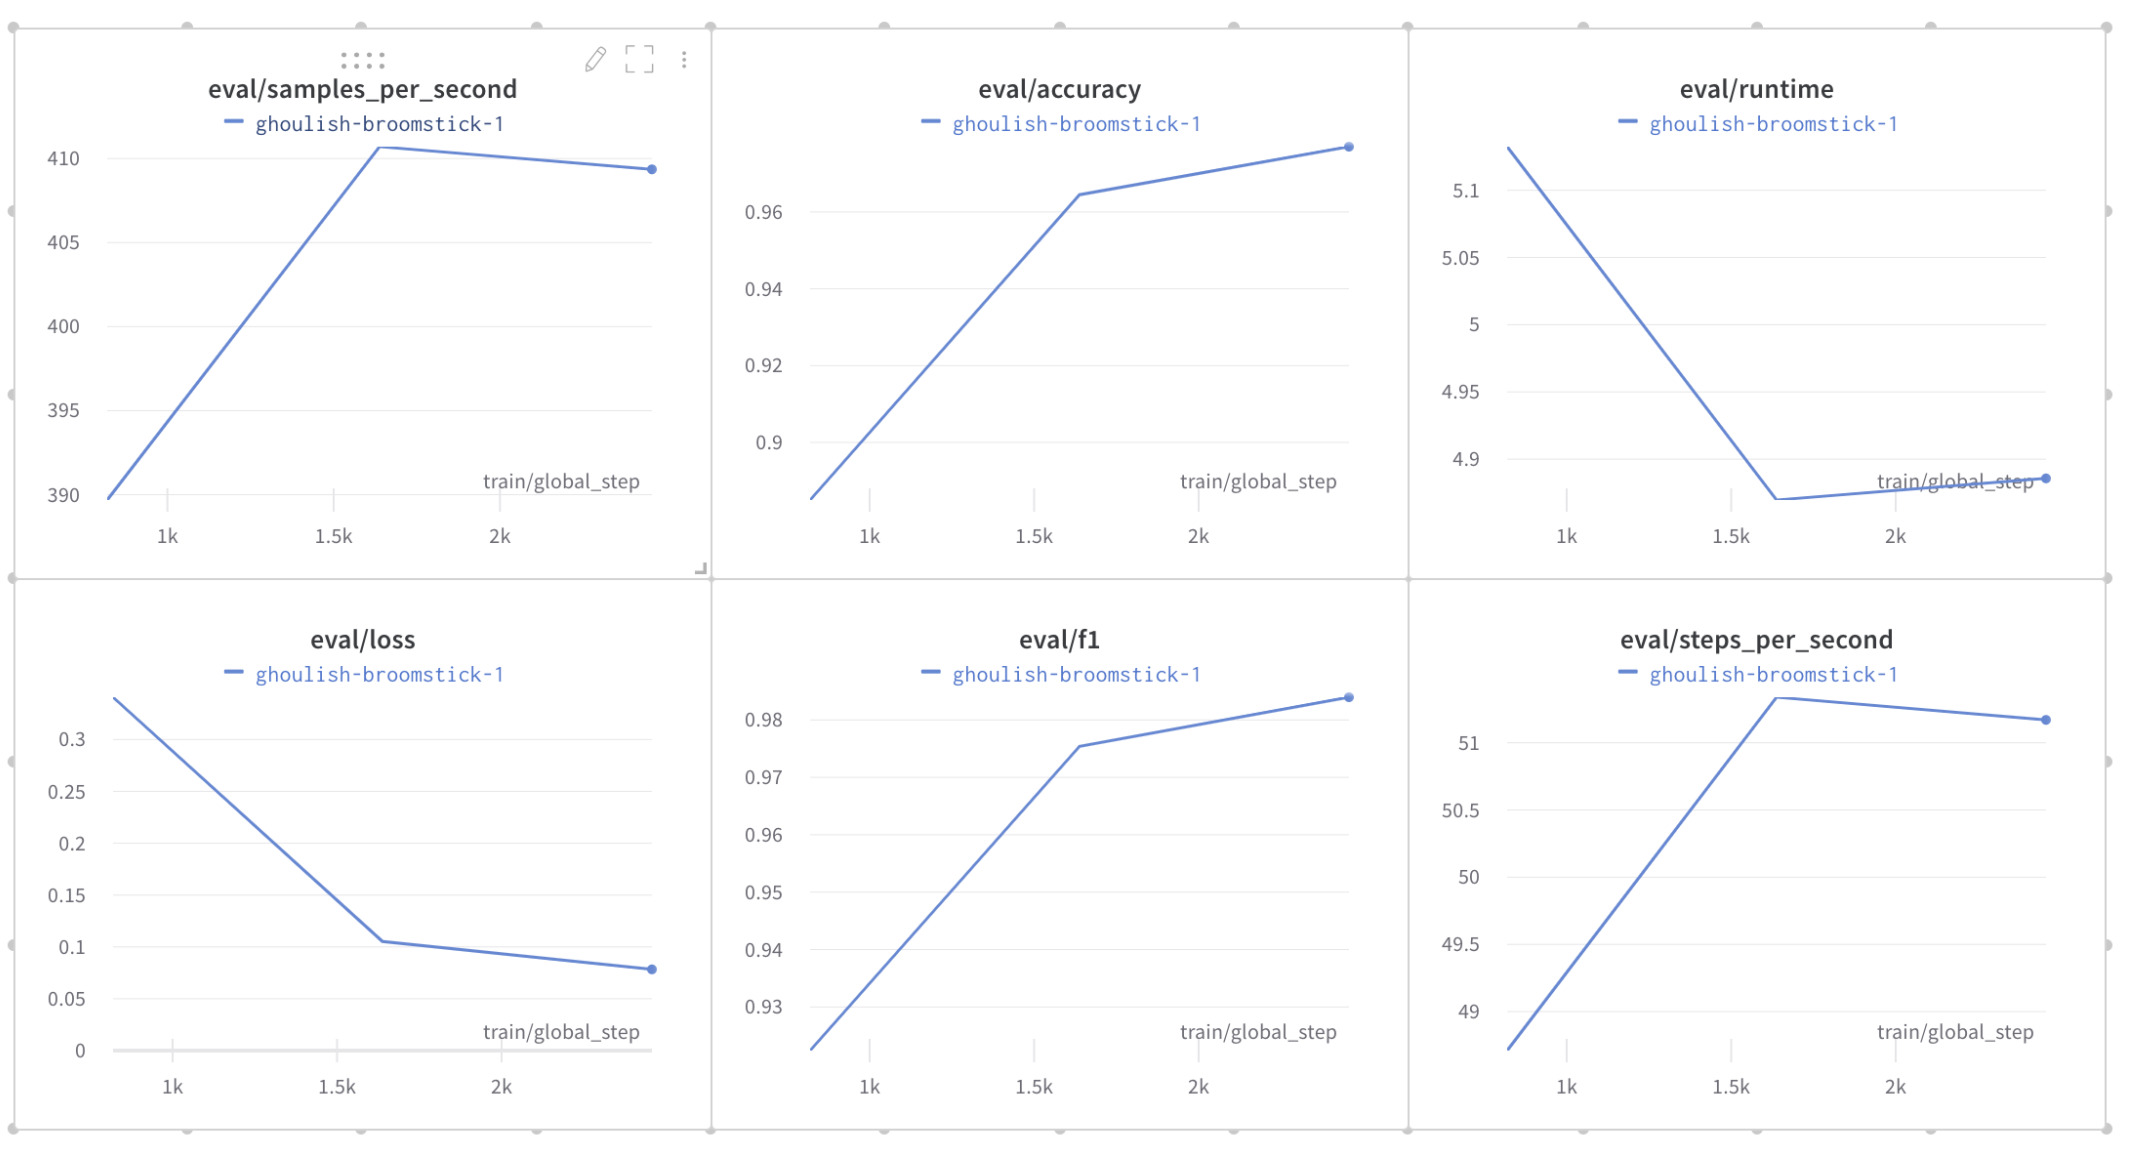 eval/samples_per_second
ghoulish-broomstick-1
410
405
400
395
390
train/global_step
1k 1.5k 2k
eval/accuracy
ghoulish-broomstick-1
0.96
0.94
0.92
0.9
train/global_step
1k 1.5k 2k
eval/runtime
ghoulish-broomstick-1
5.1
5.05
5
4.95
4.9
train/global_step
1k 1.5k 2k
eval/loss
ghoulish-broomstick-1
0.3
0.25
0.2
0.15
0.1
0.05
train/global_step
0
1k 1.5k 2k
eval/f1
ghoulish-broomstick-1
0.98
0.97
0.96
0.95
0.94
0.93
train/global_step
1k 1.5k 2k
eval/steps_per_second
ghoulish-broomstick-1
51
50.5
50
49.5
49
train/global_step
1k 1.5k 2k